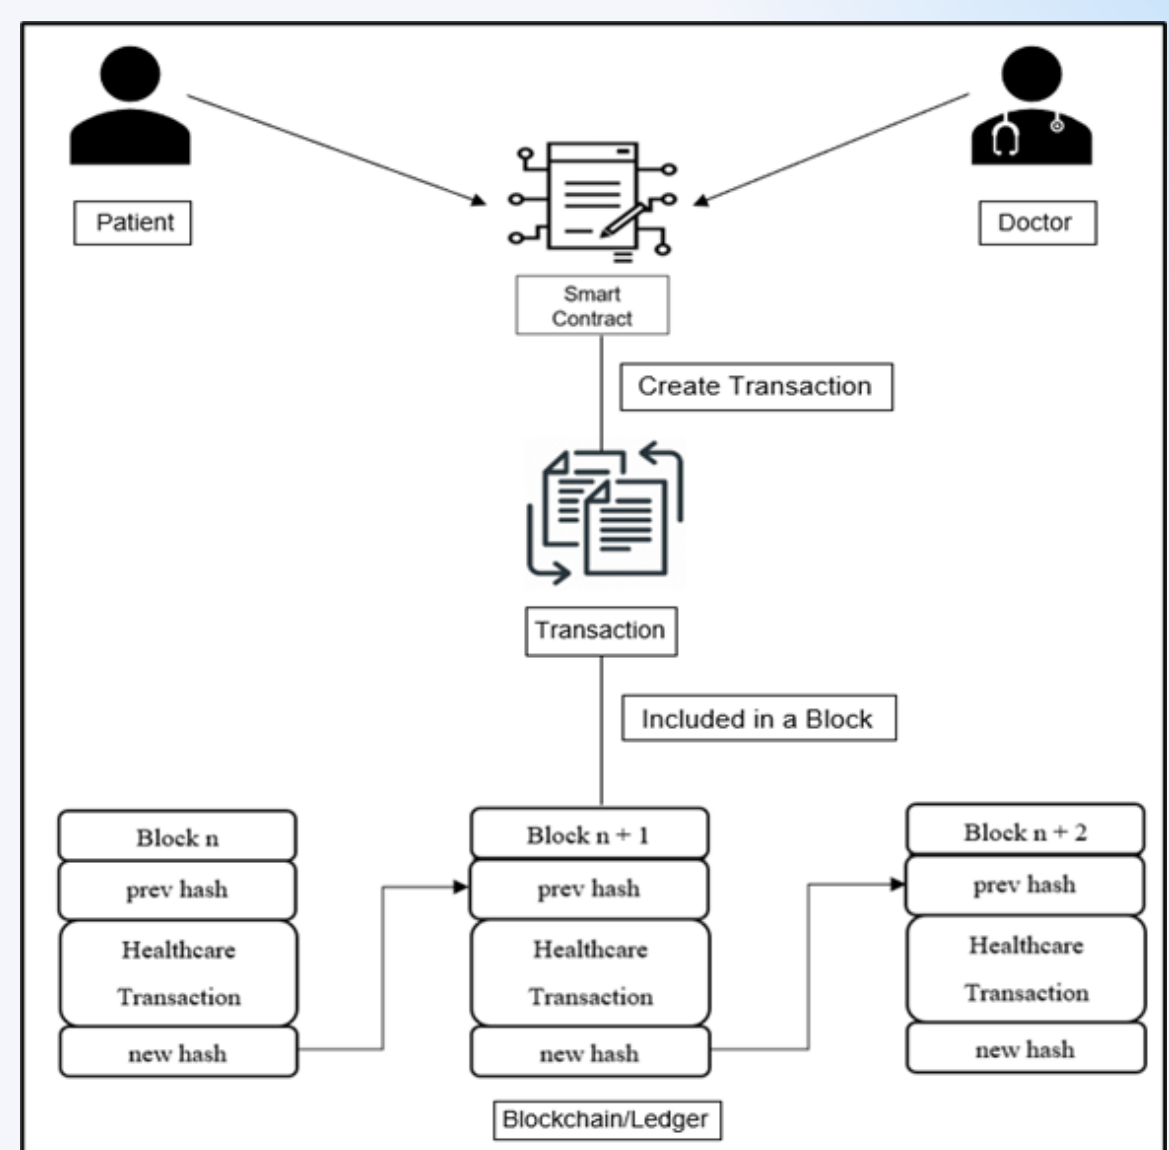 Patient
Doctor
Smart
Contract
Create Transaction
Transaction
Included in a Block
Block n
prev hash
Healthcare
Transaction
new hash
Block n + 1
prev hash
Healthcare
Transaction
new hash
Block n + 2
prev hash
Healthcare
Transaction
new hash
Blockchain/Ledger